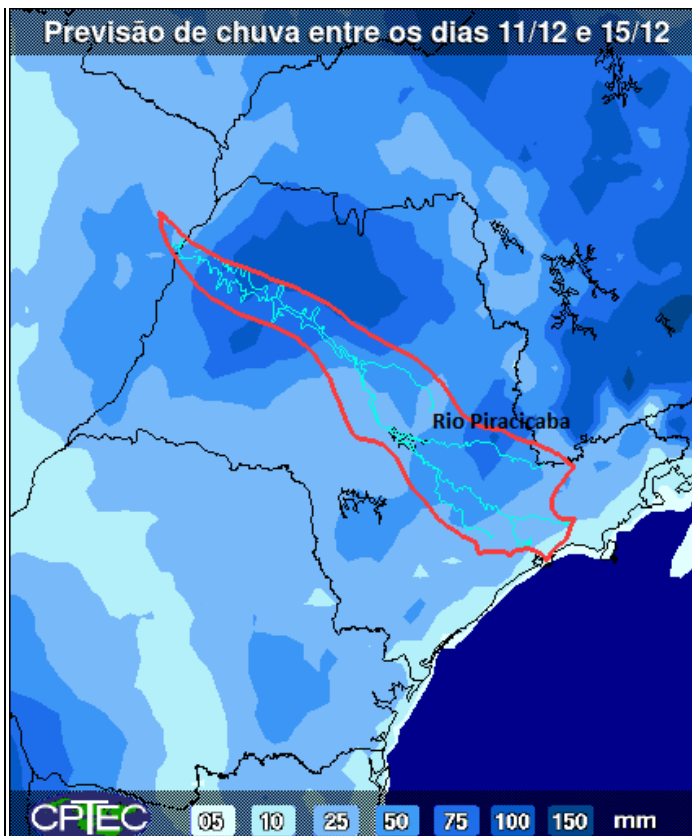 Previsão de chuva entre os dias 11/12 e 15/12
Rio Piracicaba
CPTEC 05 10 25 50 75 100 150 mm